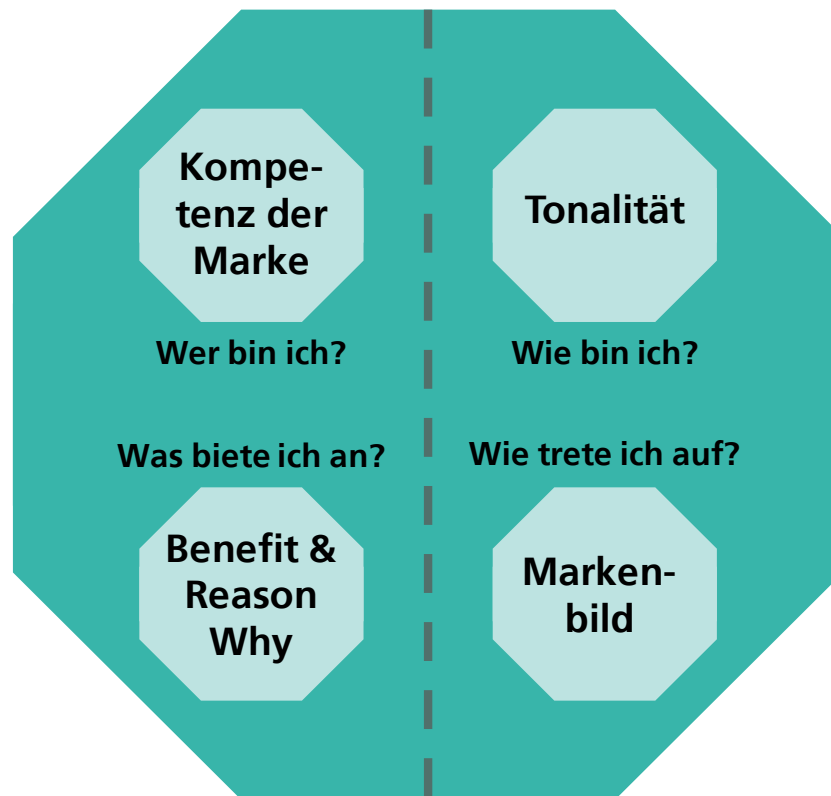 Kompe-
tenz der
Marke
Wer bin ich?
Tonalität
Wie bin ich?
Was biete ich an?
Benefit &
Reason
Why
Wie trete ich auf?
Marken-
bild